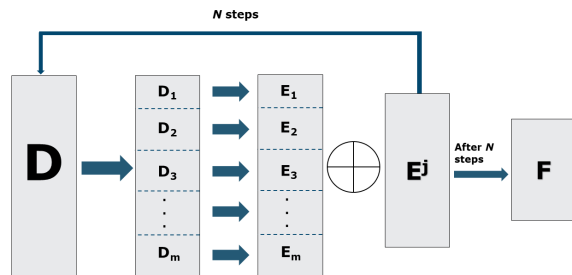 N steps
D
D₁
D₂
D₃
.
.
.
Dₘ
E₁
E₂
E₃
.
.
.
Eₘ
Eʲ
After N
steps
F